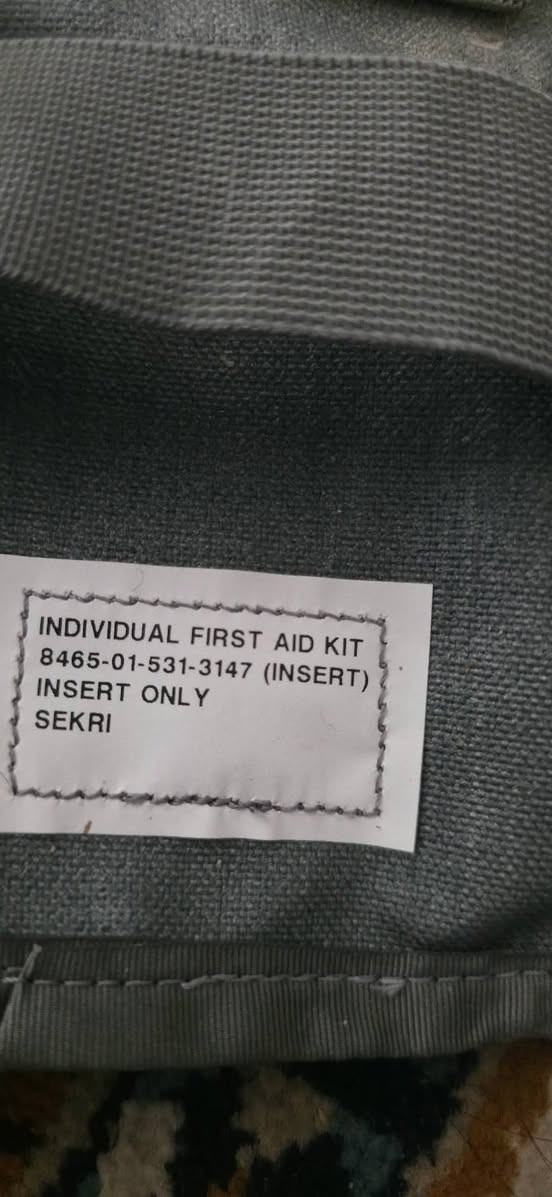 INDIVIDUAL FIRST AID KIT
8465-01-531-3147 (INSERT)
INSERT ONLY
SEKRI